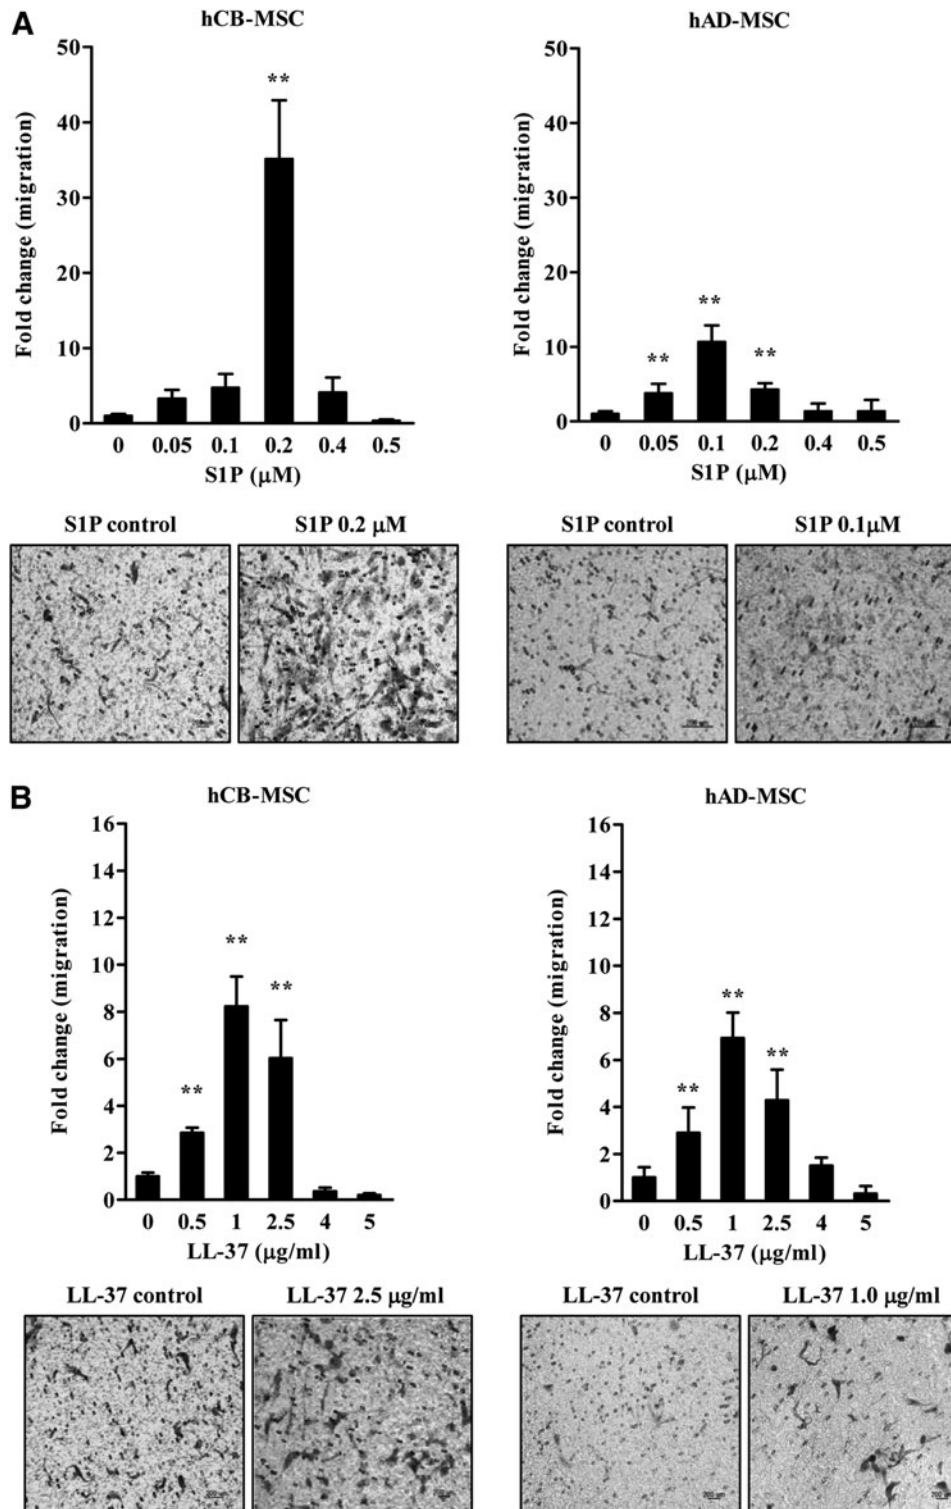 A
hCB-MSC
50
40
30
20
10
0
Fold change (migration)
**
0 0.05 0.1 0.2 0.4 0.5
S1P (μM)
hAD-MSC
50
40
30
20
10
0
Fold change (migration)
** ** **
0 0.05 0.1 0.2 0.4 0.5
S1P (μM)
S1P control S1P 0.2 μM
S1P control S1P 0.1μM
B
hCB-MSC
16
14
12
10
8
6
4
2
0
Fold change (migration)
** ** **
0 0.5 1 2.5 4 5
LL-37 (μg/ml)
hAD-MSC
16
14
12
10
8
6
4
2
0
Fold change (migration)
** ** **
0 0.5 1 2.5 4 5
LL-37 (μg/ml)
LL-37 control LL-37 2.5 μg/ml
LL-37 control LL-37 1.0 μg/ml